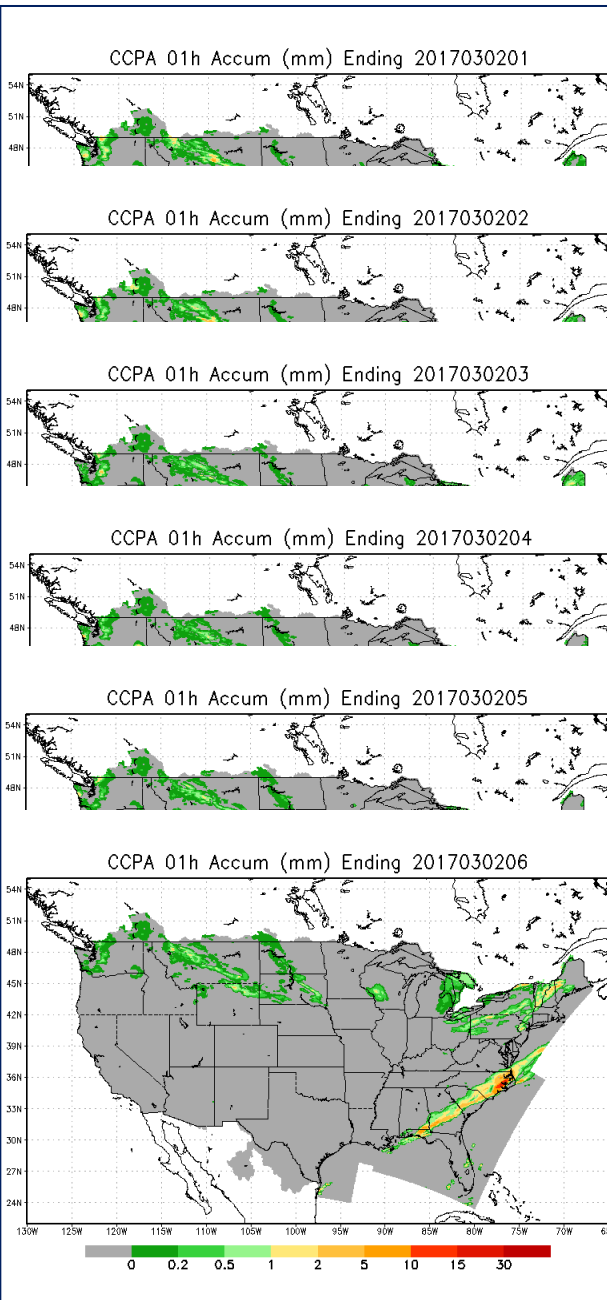 CCPA 01h Accum (mm) Ending 2017030201
54N
51N
48N
CCPA 01h Accum (mm) Ending 2017030202
54N
51N
48N
CCPA 01h Accum (mm) Ending 2017030203
54N
51N
48N
CCPA 01h Accum (mm) Ending 2017030204
54N
51N
48N
CCPA 01h Accum (mm) Ending 2017030205
54N
51N
48N
CCPA 01h Accum (mm) Ending 2017030206
54N
51N
48N
45N
42N
39N
36N
33N
30N
27N
24N
130W 125W 120W 115W 110W 105W 100W 95W 90W 85W 80W 75W 70W 65W
0 0.2 0.5 1 2 5 10 15 30